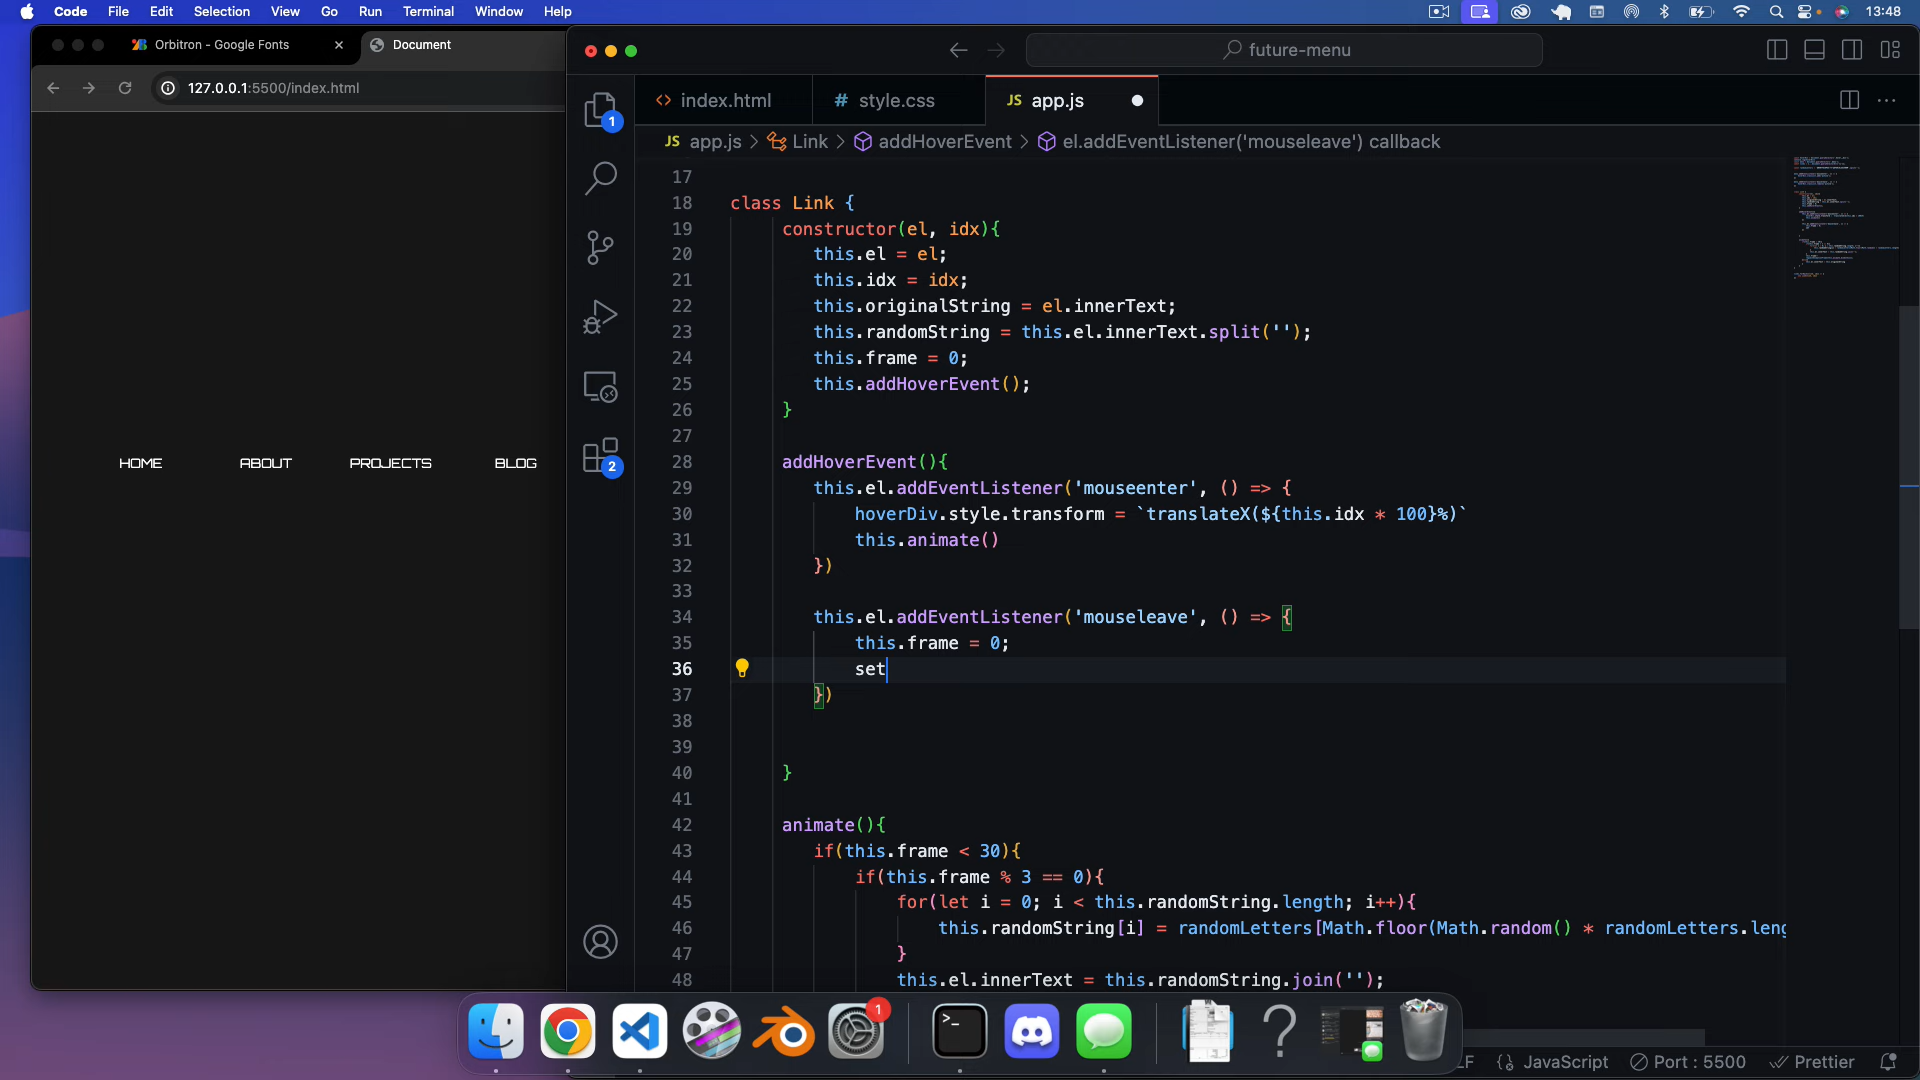 Code File Edit Selection View Go Run Terminal Window Help 13:48
Orbitron - Google Fonts
Document
127.0.0.1:5500/index.html
HOME ABOUT PROJECTS BLOG
future-menu
1
2
<> index.html
# style.css
JS app.js
JS app.js > Link > addHoverEvent > el.addEventListener('mouseleave') callback
17
18 class Link {
19 constructor(el, idx){
20 this.el = el;
21 this.idx = idx;
22 this.originalString = el.innerText;
23 this.randomString = this.el.innerText.split('');
24 this.frame = 0;
25 this.addHoverEvent();
26 }
27
28 addHoverEvent(){
29 this.el.addEventListener('mouseenter', () => {
30 hoverDiv.style.transform = `translateX(${this.idx * 100}%)`
31 this.animate()
32 })
33
34 this.el.addEventListener('mouseleave', () => {
35 this.frame = 0;
36 set
37 })
38
39
40 }
41
42 animate(){
43 if(this.frame < 30){
44 if(this.frame % 3 == 0){
45 for(let i = 0; i < this.randomString.length; i++){
46 this.randomString[i] = randomLetters[Math.floor(Math.random() * randomLetters.leng
47 }
48 this.el.innerText = this.randomString.join('');
1
LF {} JavaScript Port : 5500 Prettier